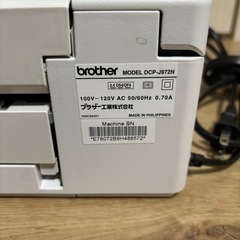 brother MODEL DCP-J972N
100V-120V AC 50/60Hz 0.70A
ブラザー工業株式会社
MADE IN PHILIPPINES
Machine SN
*E78072B9H488572*